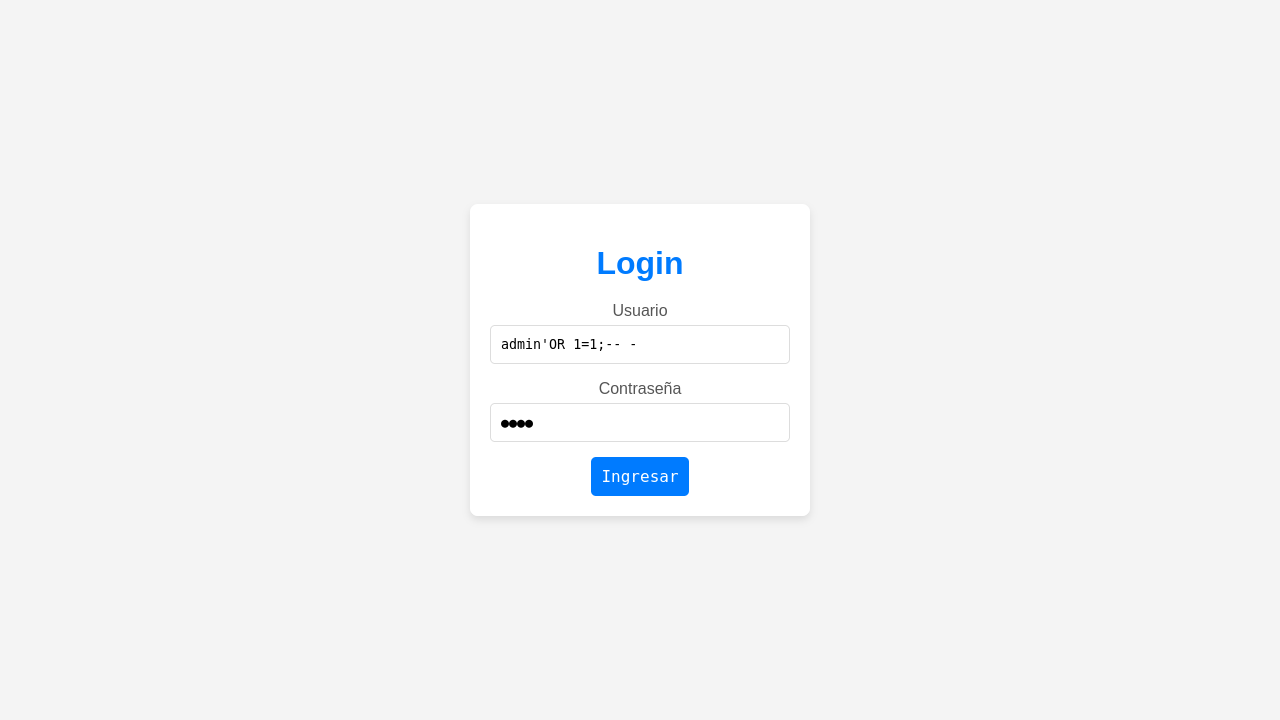 Login
Usuario
admin'OR 1=1;-- -
Contraseña
●●●●
Ingresar